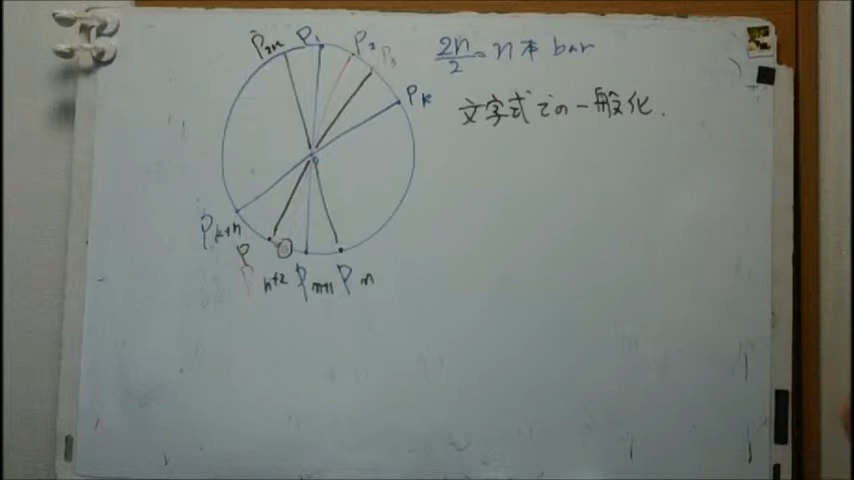 P₂ₙ P₁ P₂ P₃
2n/2 = n本 bar
Pₖ
文字式での一般化.
Pₖ₊ₙ
P
n+2 Pₙ₊₁ Pₙ